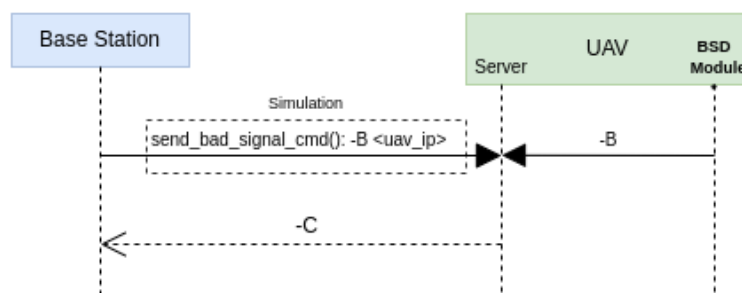 Base Station
UAV
BSD
Server
Module
Simulation
send_bad_signal_cmd(): -B <uav_ip>
-B
-C